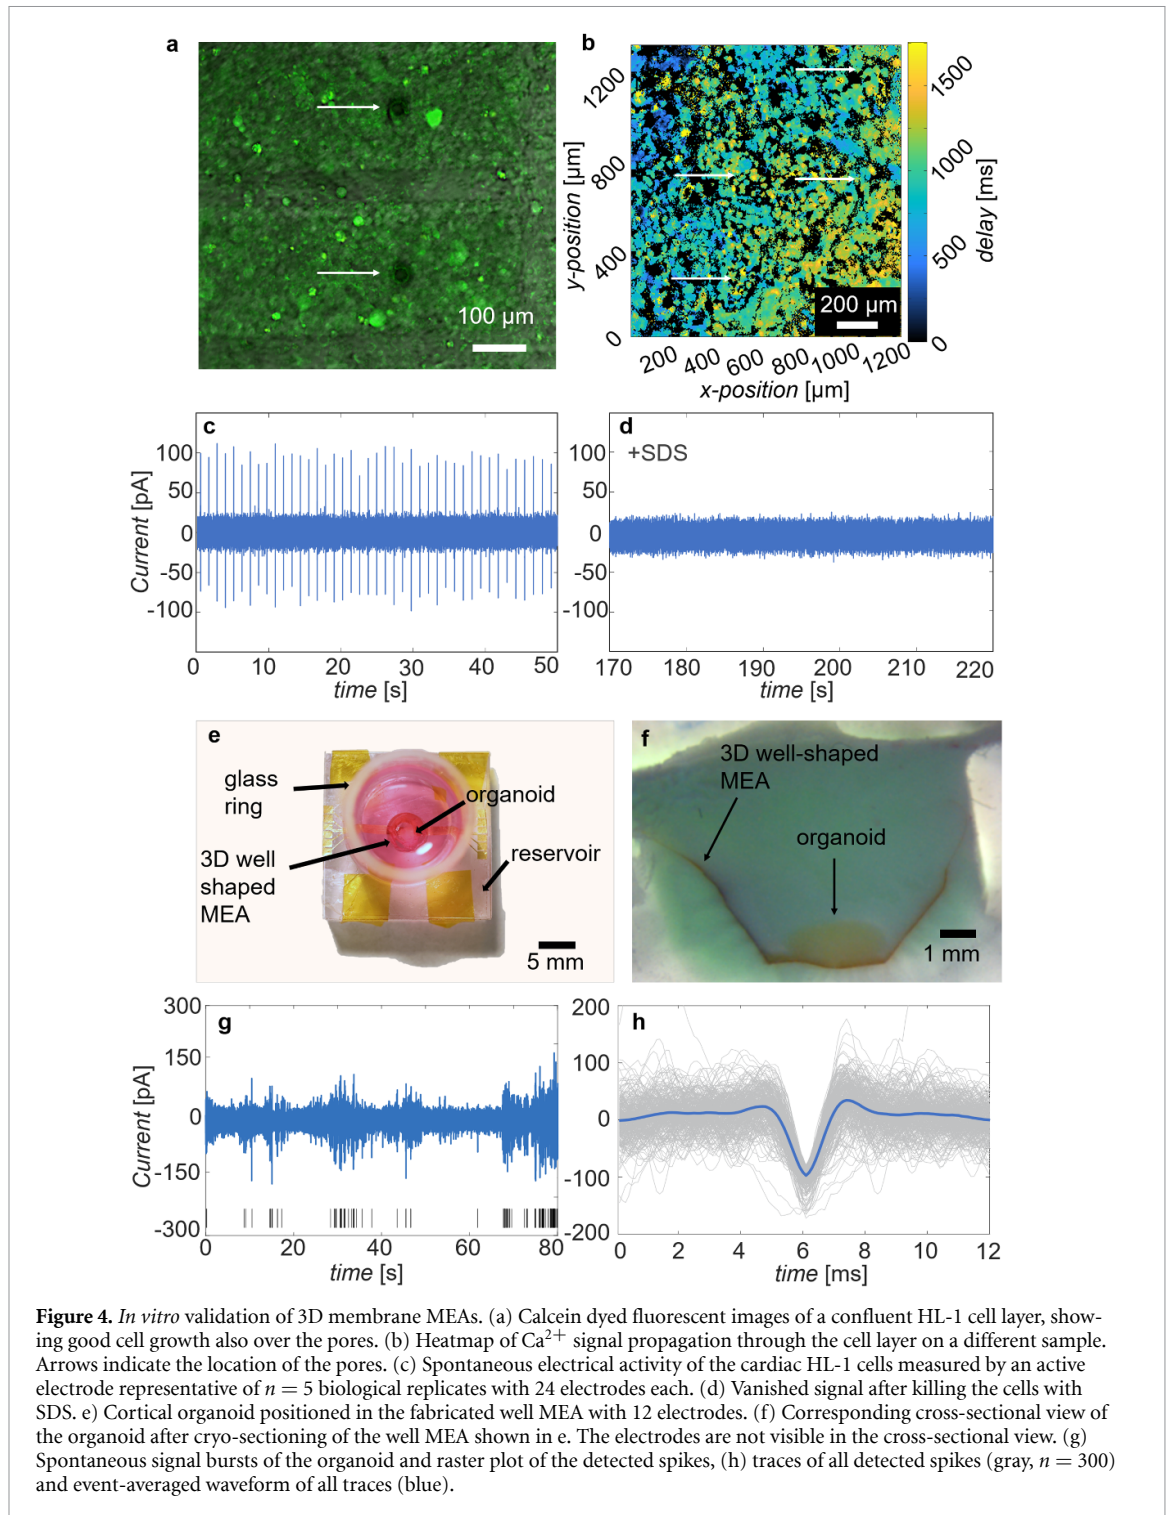 a
100 µm
b
1200
800
400
0
y-position [µm]
200
400
600
800
1000
1200
x-position [µm]
200 µm
1500
1000
500
0
delay [ms]
c
100
50
0
-50
-100
Current [pA]
0
10
20
30
40
50
time [s]
d
+SDS
100
50
0
-50
-100
170
180
190
200
210
220
time [s]
e
glass
ring
organoid
3D well
shaped
MEA
reservoir
5 mm
f
3D well-shaped
MEA
organoid
1 mm
g
300
150
0
-150
-300
Current [pA]
0
20
40
60
80
time [s]
h
200
100
0
-100
-200
0
2
4
6
8
10
12
time [ms]
Figure 4. In vitro validation of 3D membrane MEAs. (a) Calcein dyed fluorescent images of a confluent HL-1 cell layer, show-
ing good cell growth also over the pores. (b) Heatmap of Ca²⁺ signal propagation through the cell layer on a different sample.
Arrows indicate the location of the pores. (c) Spontaneous electrical activity of the cardiac HL-1 cells measured by an active
electrode representative of n = 5 biological replicates with 24 electrodes each. (d) Vanished signal after killing the cells with
SDS. e) Cortical organoid positioned in the fabricated well MEA with 12 electrodes. (f) Corresponding cross-sectional view of
the organoid after cryo-sectioning of the well MEA shown in e. The electrodes are not visible in the cross-sectional view. (g)
Spontaneous signal bursts of the organoid and raster plot of the detected spikes, (h) traces of all detected spikes (gray, n = 300)
and event-averaged waveform of all traces (blue).